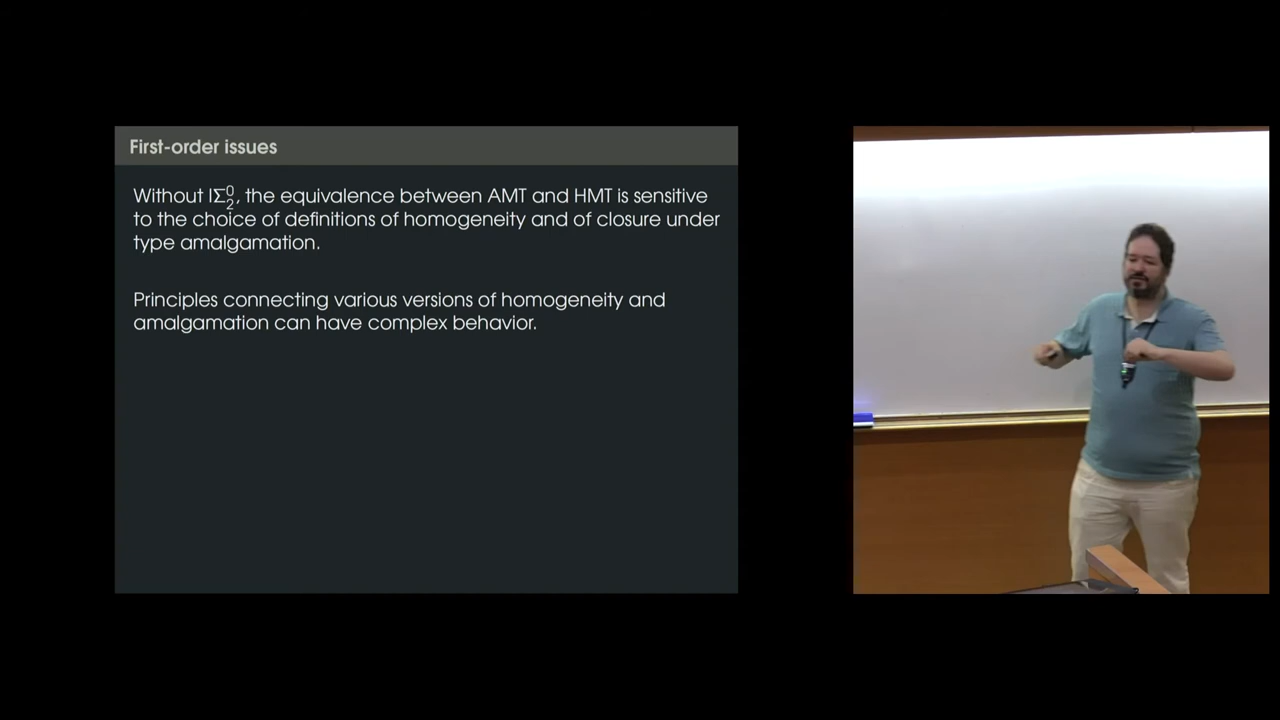 First-order issues
Without IΣ⁰₂, the equivalence between AMT and HMT is sensitive
to the choice of definitions of homogeneity and of closure under
type amalgamation.
Principles connecting various versions of homogeneity and
amalgamation can have complex behavior.